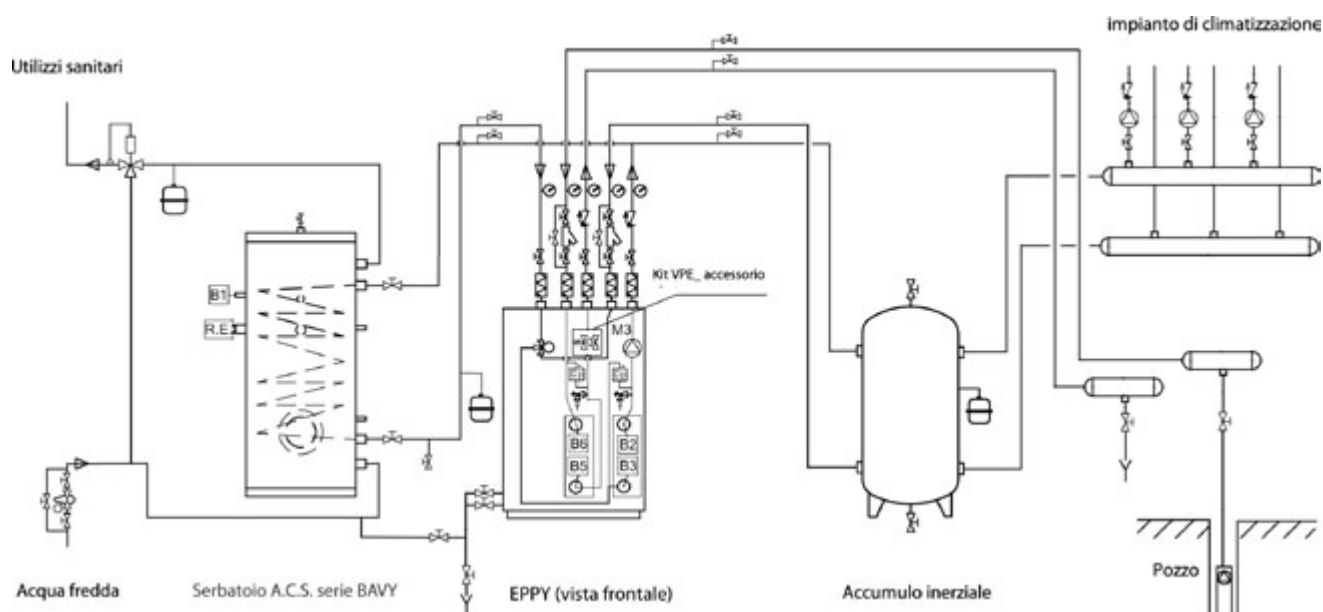 impianto di climatizzazione
Utilizzi sanitari
Kit VPE_ accessorio
B1
M3
R.E.
B6
B2
B5
B3
Pozzo
Acqua fredda
Serbatoio A.C.S. serie BAVY
EPPY (vista frontale)
Accumulo inerziale